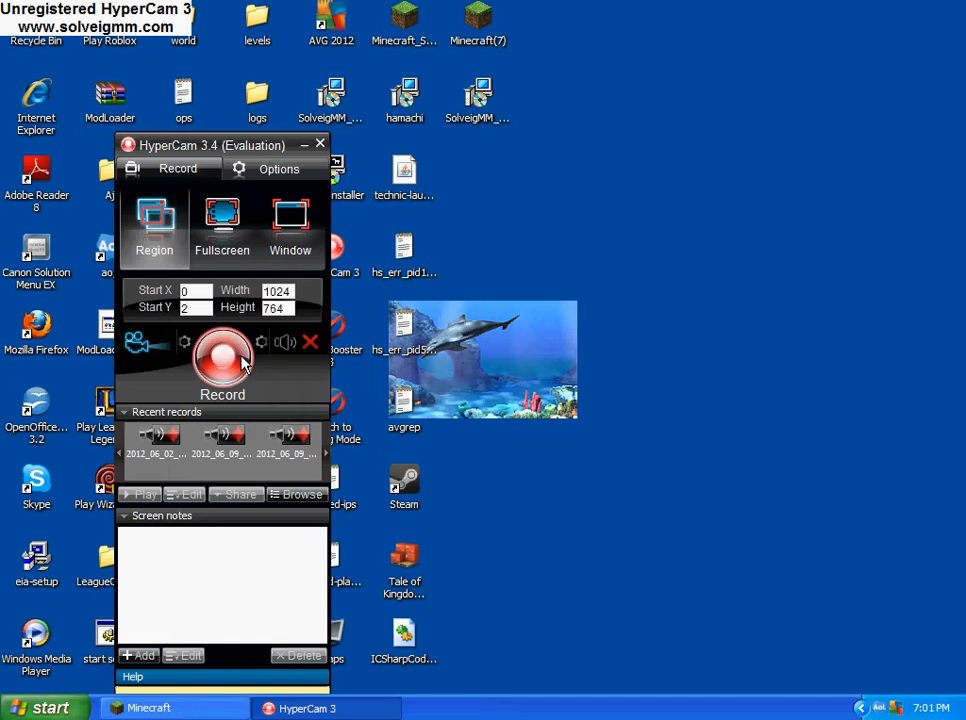 Unregistered HyperCam 3
www.solveigmm.com
Recycle Bin
Play Roblox
world
levels
AVG 2012
Minecraft_S...
Minecraft(7)
Internet
Explorer
ModLoader
ops
logs
SolveigMM_...
hamachi
SolveigMM_...
HyperCam 3.4 (Evaluation)
Record
Options
Adobe Reader
8
technic-lau...
Region
Fullscreen
Window
Canon Solution
Menu EX
hs_err_pid1...
Start X
0
Width
1024
Start Y
2
Height
764
Mozilla Firefox
Record
hs_err_pid5...
Recent records
OpenOffice...
3.2
avgrep
2012_06_02_...
2012_06_09_...
2012_06_09_...
Play
Edit
Share
Browse
Skype
Steam
Screen notes
eia-setup
Tale of
Kingdo...
Windows Media
Player
ICSharpCod...
Add
Edit
Delete
Help
start
Minecraft
HyperCam 3
Aol.
7:01 PM